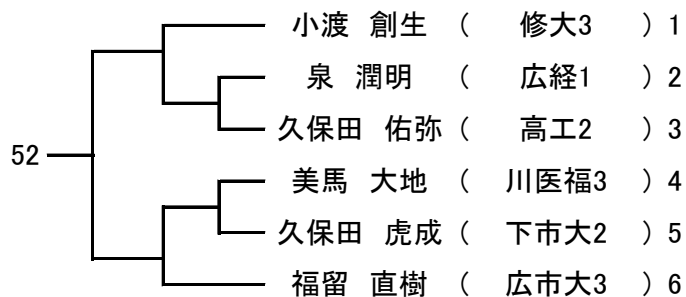 小渡 創生 ( 修大3 ) 1
泉 潤明 ( 広経1 ) 2
久保田 佑弥 ( 高工2 ) 3
52
美馬 大地 ( 川医福3 ) 4
久保田 虎成 ( 下市大2 ) 5
福留 直樹 ( 広市大3 ) 6